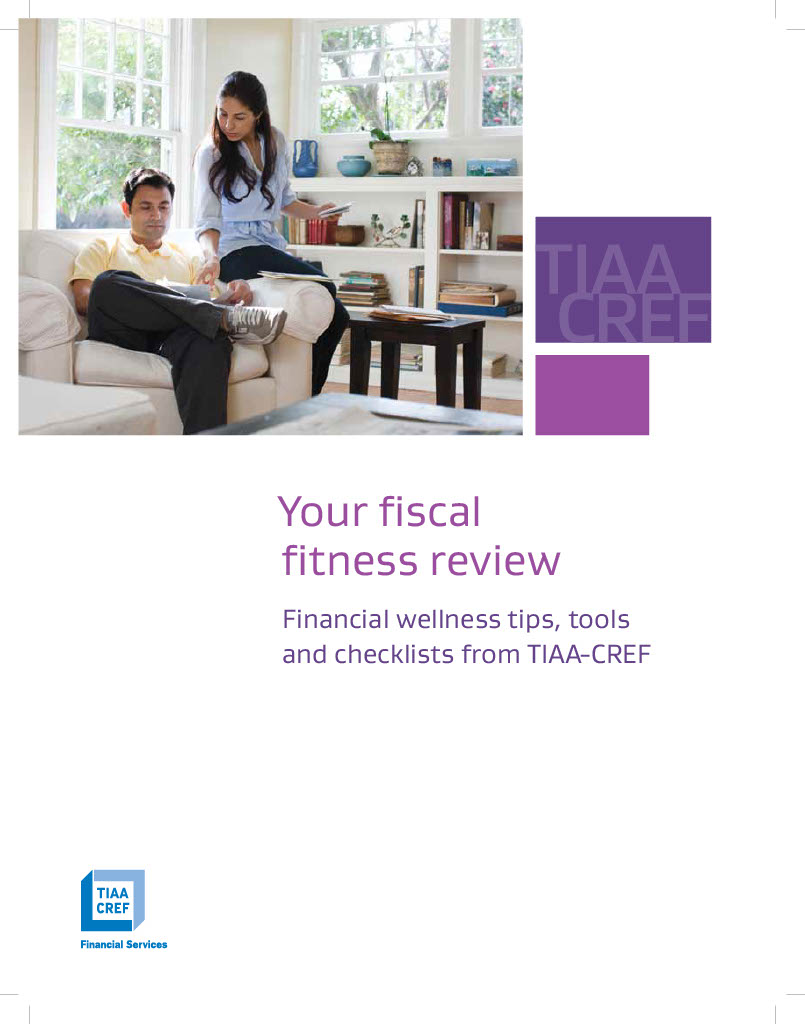 TIAA
CREF
Your fiscal
fitness review
Financial wellness tips, tools
and checklists from TIAA-CREF
TIAA
CREF
Financial Services